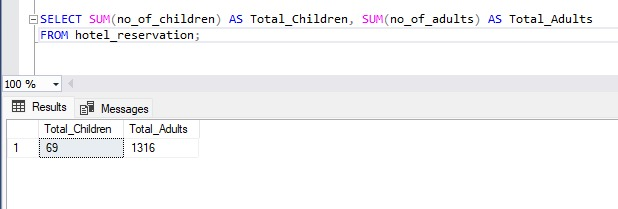 SELECT SUM(no_of_children) AS Total_Children, SUM(no_of_adults) AS Total_Adults
FROM hotel_reservation;
100 %
Results Messages
Total_Children Total_Adults
1 69 1316